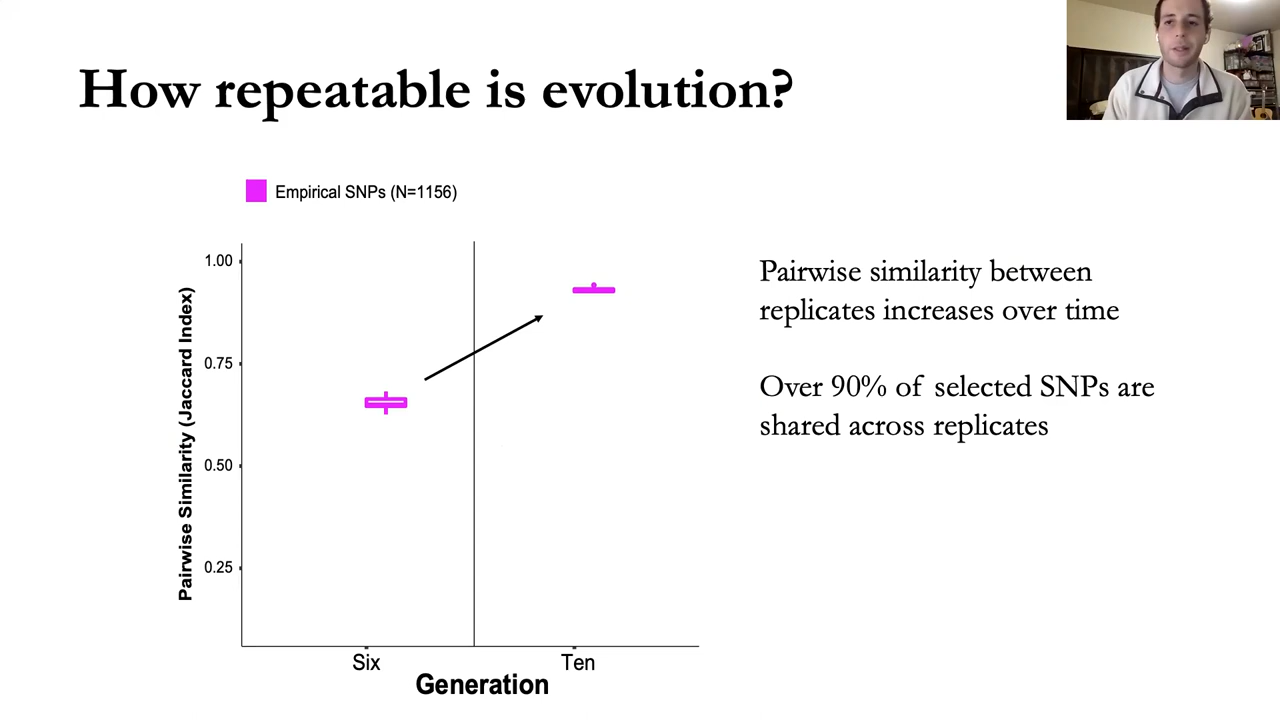 How repeatable is evolution?
Empirical SNPs (N=1156)
Pairwise Similarity (Jaccard Index)
1.00
0.75
0.50
0.25
Six
Ten
Generation
Pairwise similarity between
replicates increases over time
Over 90% of selected SNPs are
shared across replicates